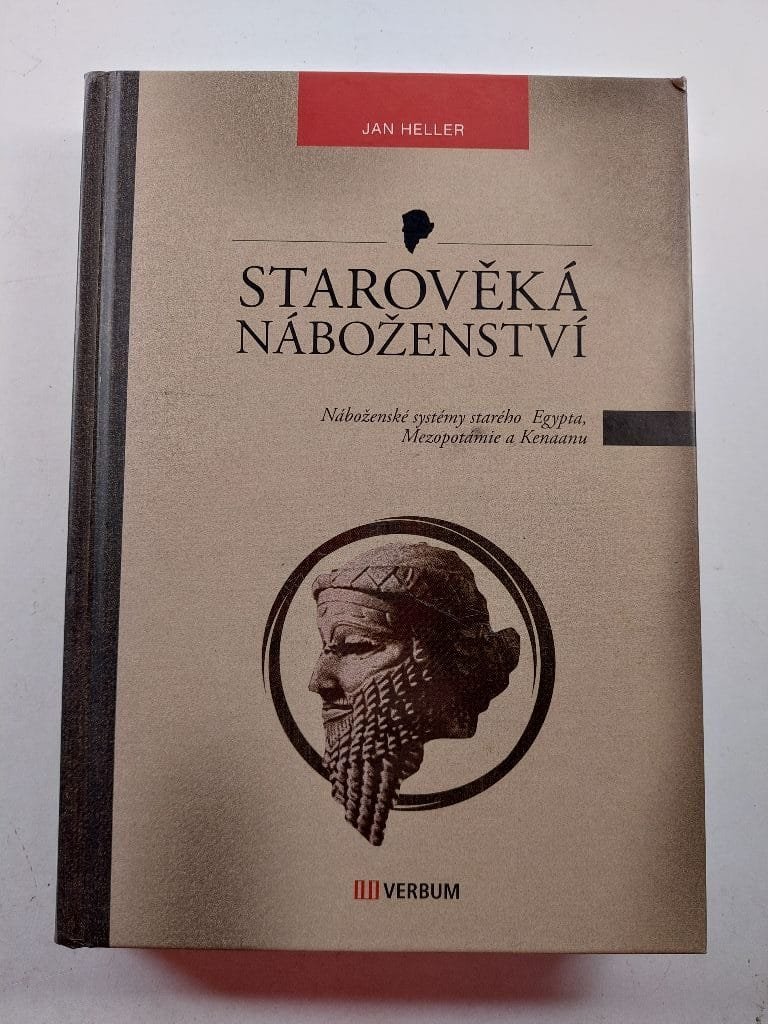 JAN HELLER
STAROVĚKÁ
NÁBOŽENSTVÍ
Náboženské systémy starého Egypta,
Mezopotámie a Kenaanu
VERBUM